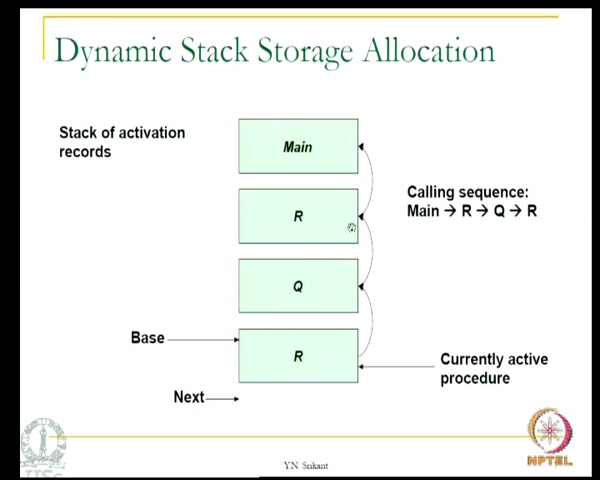 Dynamic Stack Storage Allocation
Stack of activation
records
Main
Calling sequence:
Main → R → Q → R
R
Q
Base
R
Currently active
procedure
Next
Y.N. Srikant
NPTEL